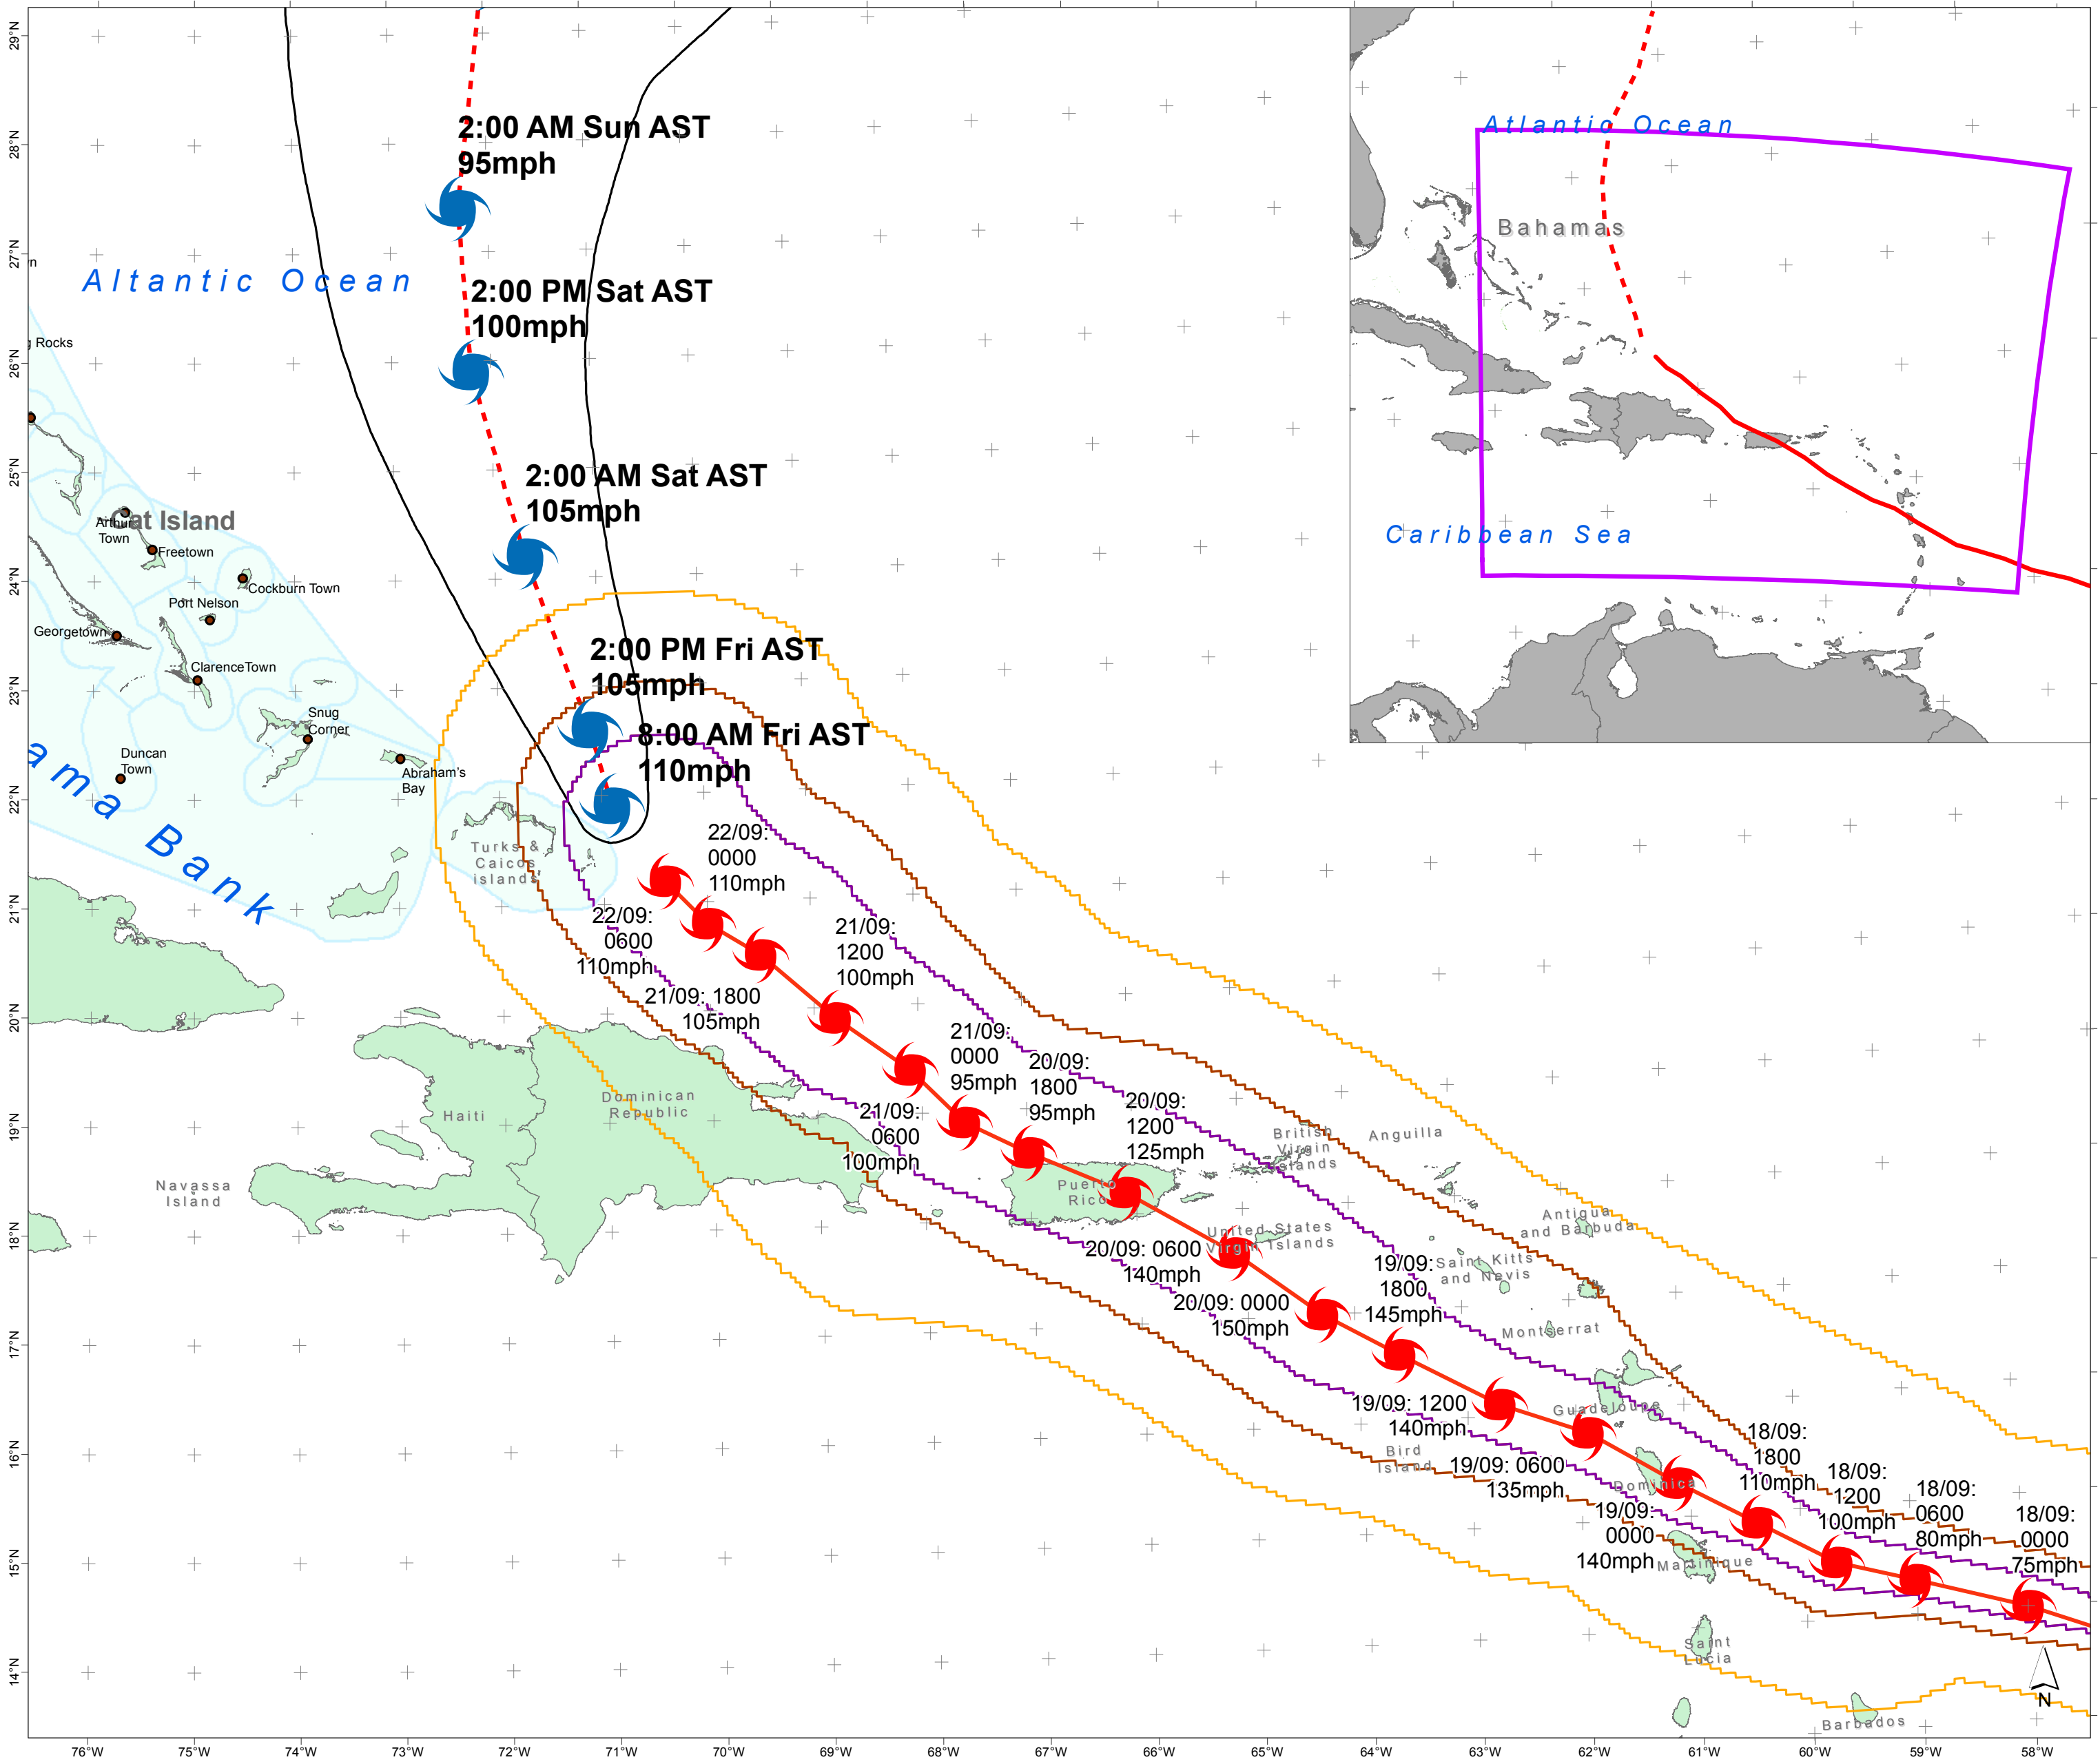 29°N
28°N
27°N
26°N
25°N
24°N
23°N
22°N
21°N
20°N
19°N
18°N
17°N
16°N
15°N
14°N
2:00 AM Sun AST
95mph
2:00 PM Sat AST
100mph
2:00 AM Sat AST
105mph
2:00 PM Fri AST
105mph
8:00 AM Fri AST
110mph
Altantic Ocean
Rocks
Cat Island
Arthur
Town
Freetown
Cockburn Town
Port Nelson
Georgetown
ClarenceTown
Snug
Corner
Duncan
Town
Abraham's
Bay
ama Bank
Turks &
Caicos
islands
Atlantic Ocean
Bahamas
Caribbean Sea
22/09:
0000
110mph
22/09:
0600
110mph
21/09:
1200
100mph
21/09: 1800
105mph
21/09:
0000
95mph
20/09:
1800
95mph
20/09:
1200
125mph
21/09:
0600
100mph
Haiti
Dominican
Republic
Navassa
Island
Puerto
Rico
British
Virgin
Islands
Anguilla
United States
Virgin Islands
Antigua
and Barbuda
Saint Kitts
and Nevis
Montserrat
20/09: 0600
140mph
20/09: 0000
150mph
19/09:
1800
145mph
19/09: 1200
140mph
Guadeloupe
Bird
Island
19/09: 0600
135mph
Dominica
18/09:
1800
110mph
18/09:
1200
100mph
18/09:
0600
80mph
18/09:
0000
75mph
19/09:
0000
140mph
Martinique
Saint
Lucia
Barbados
N
76°W
75°W
74°W
73°W
72°W
71°W
70°W
69°W
68°W
67°W
66°W
65°W
64°W
63°W
62°W
61°W
60°W
59°W
58°W